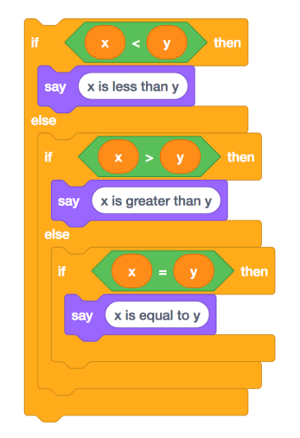 if x < y then
say x is less than y
else
if x > y then
say x is greater than y
else
if x = y then
say x is equal to y